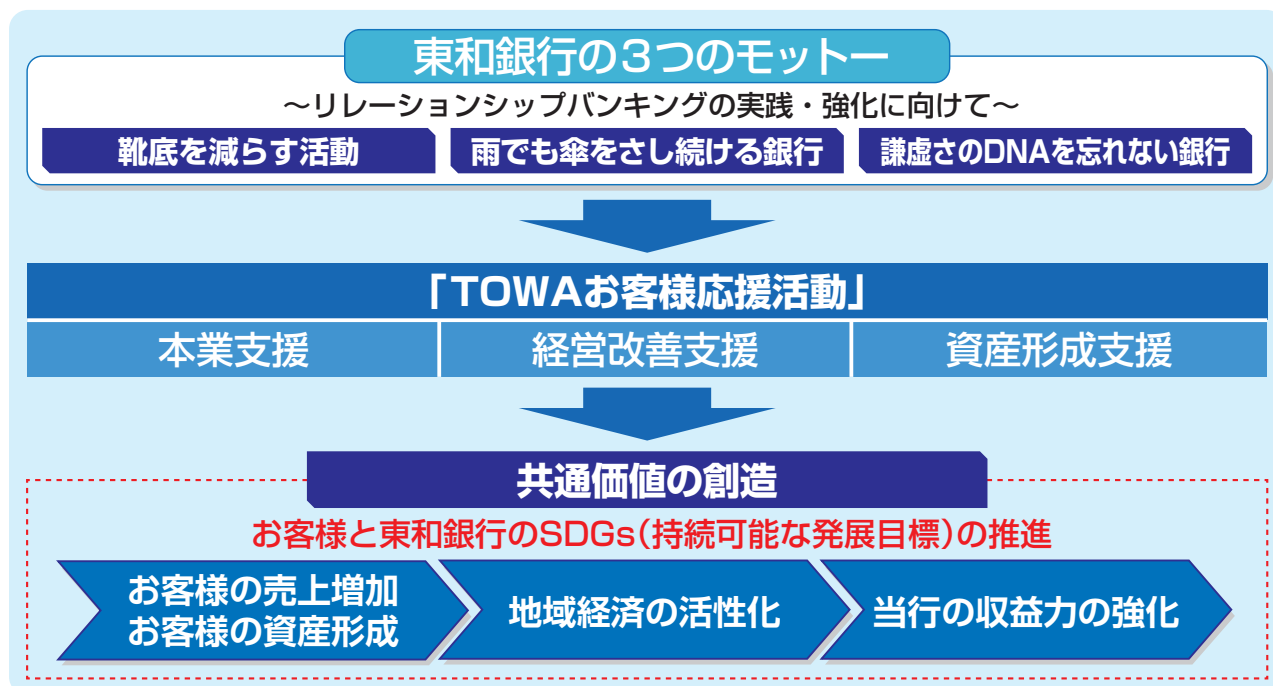 東和銀行の3つのモットー
～リレーションシップバンキングの実践・強化に向けて～
靴底を減らす活動
雨でも傘をさし続ける銀行
謙虚さのDNAを忘れない銀行
「TOWAお客様応援活動」
本業支援
経営改善支援
資産形成支援
共通価値の創造
お客様と東和銀行のSDGs(持続可能な発展目標)の推進
お客様の売上増加
お客様の資産形成
地域経済の活性化
当行の収益力の強化